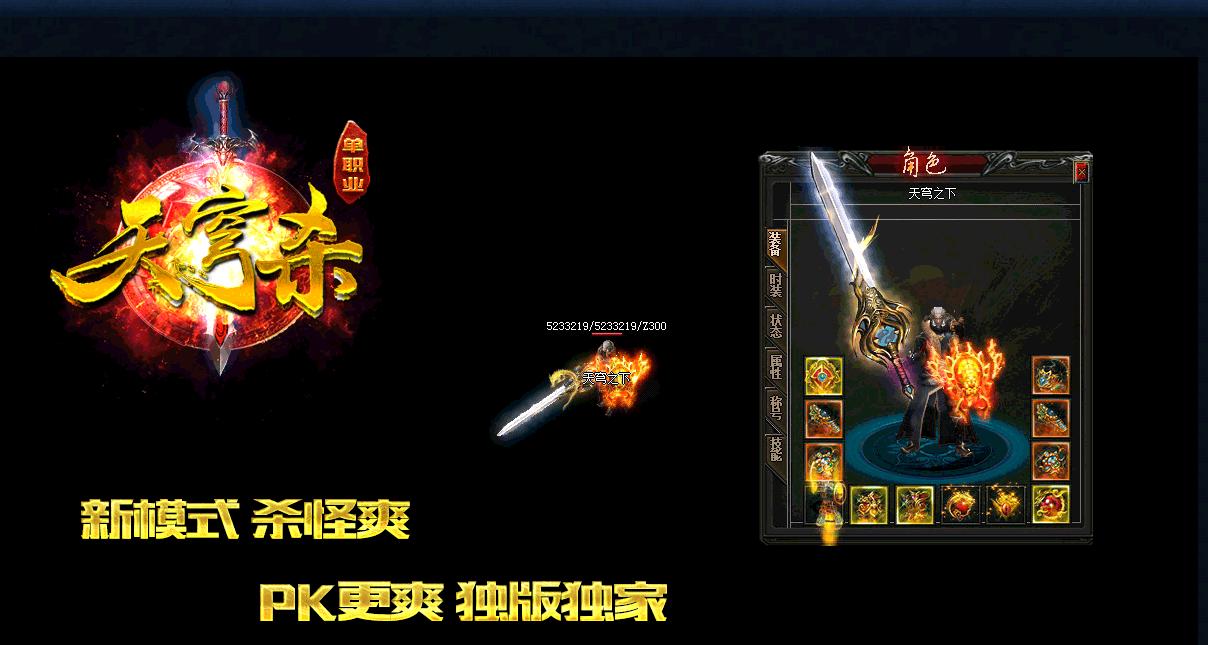 单职业
天穹杀
角色
天穹之下
装备
时装
状态
属性
称号
技能
5233219/5233219/Z300
天穹之下
新模式 杀怪爽
PK更爽 独版独家